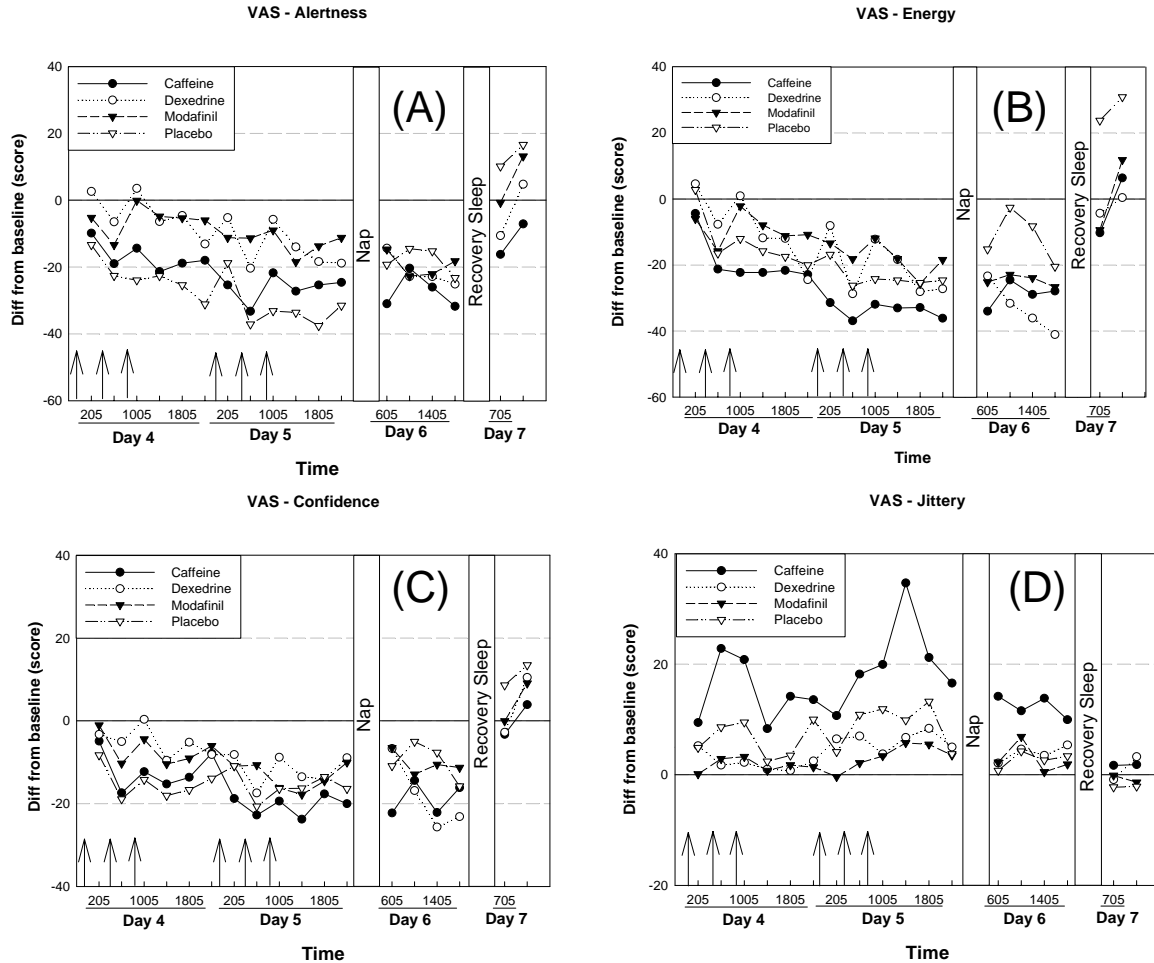 VAS - Alertness
Diff from baseline (score)
40
20
0
-20
-40
-60
Caffeine
Dexedrine
Modafinil
Placebo
(A)
Nap
Recovery Sleep
205 1005 1805 205 1005 1805 605 1405 705
Day 4 Day 5 Day 6 Day 7
Time
VAS - Energy
Diff from baseline (score)
40
20
0
-20
-40
-60
Caffeine
Dexedrine
Modafinil
Placebo
(B)
Nap
Recovery Sleep
205 1005 1805 205 1005 1805 605 1405 705
Day 4 Day 5 Day 6 Day 7
Time
VAS - Confidence
Diff from baseline (score)
40
20
0
-20
-40
Caffeine
Dexedrine
Modafinil
Placebo
(C)
Nap
Recovery Sleep
205 1005 1805 205 1005 1805 605 1405 705
Day 4 Day 5 Day 6 Day 7
Time
VAS - Jittery
Diff from baseline (score)
40
20
0
-20
Caffeine
Dexedrine
Modafinil
Placebo
(D)
Nap
Recovery Sleep
205 1005 1805 205 1005 1805 605 1405 705
Day 4 Day 5 Day 6 Day 7
Time